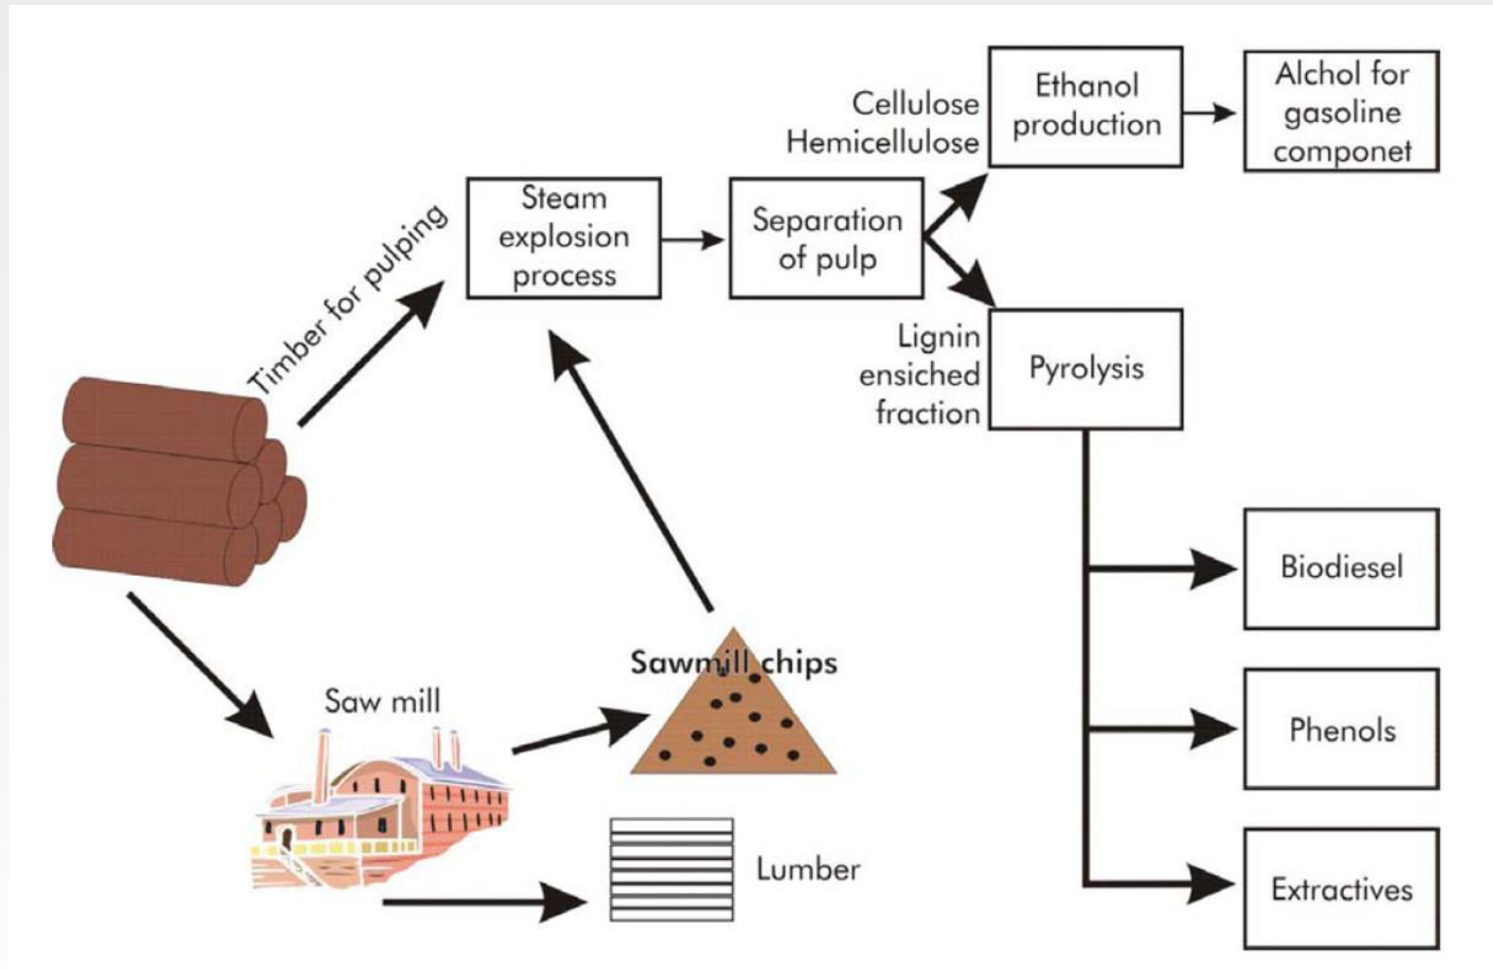 Cellulose
Hemicellulose
Ethanol
production
Alchol for
gasoline
componet
Timber for pulping
Steam
explosion
process
Separation
of pulp
Lignin
ensiched
fraction
Pyrolysis
Biodiesel
Sawmill chips
Saw mill
Phenols
Lumber
Extractives